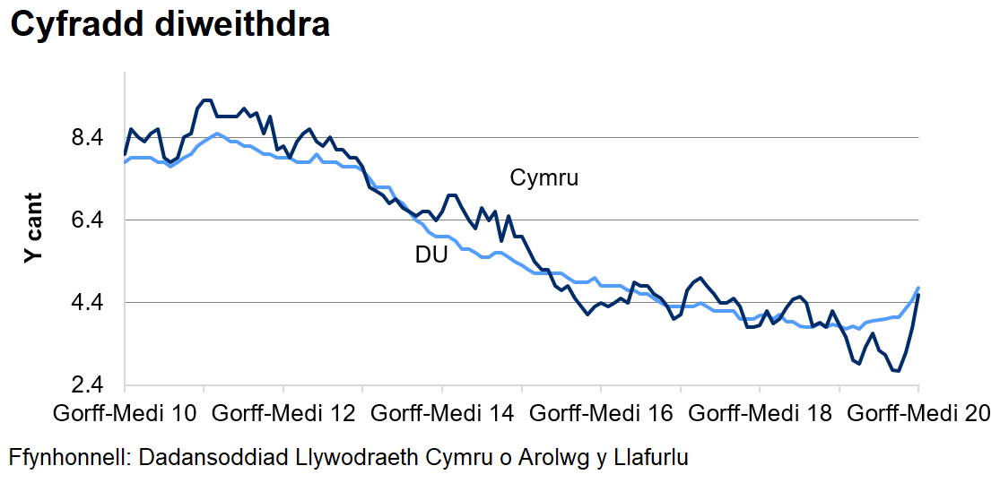 Cyfradd diweithdra
8.4
6.4
4.4
2.4
Y cant
Cymru
DU
Gorff-Medi 10 Gorff-Medi 12 Gorff-Medi 14 Gorff-Medi 16 Gorff-Medi 18 Gorff-Medi 20
Ffynhonnell: Dadansoddiad Llywodraeth Cymru o Arolwg y Llafurlu